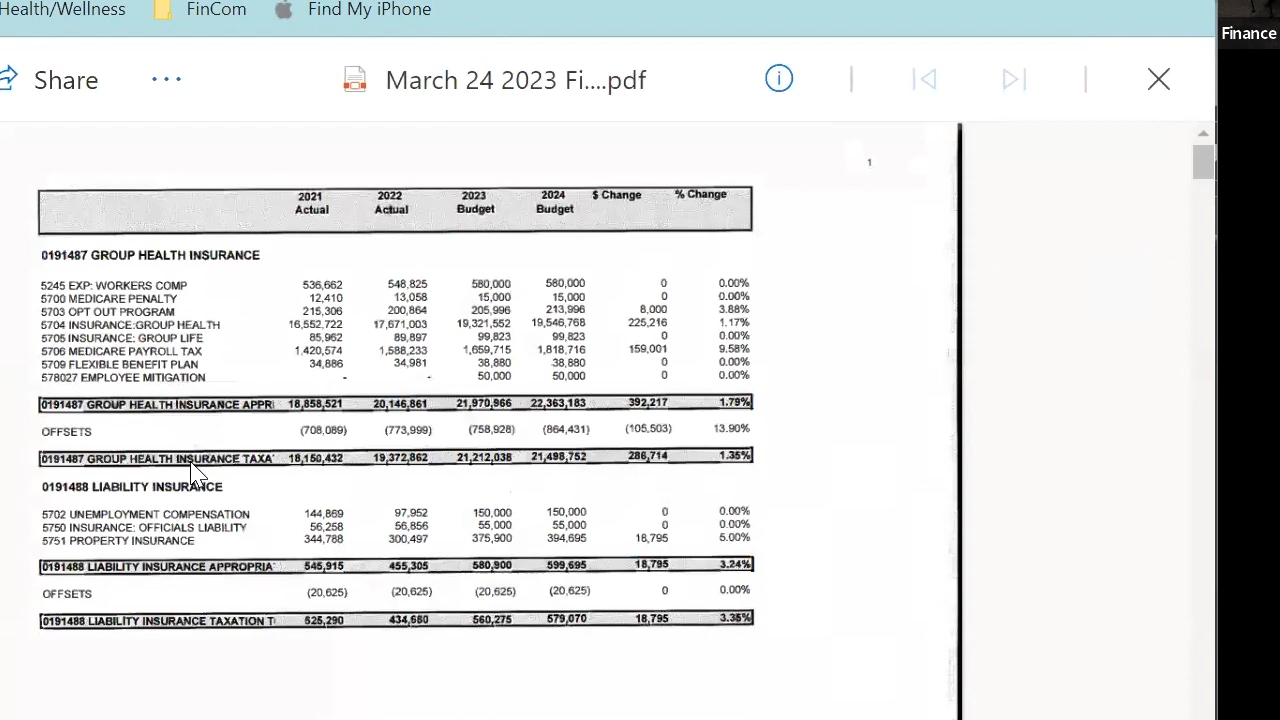 Health/Wellness FinCom Find My iPhone
Finance
Share ... March 24 2023 Fi....pdf
1
2021 Actual 2022 Actual 2023 Budget 2024 Budget $ Change % Change
0191487 GROUP HEALTH INSURANCE
5245 EXP: WORKERS COMP 536,662 548,825 580,000 580,000 0 0.00%
5700 MEDICARE PENALTY 12,410 13,058 15,000 15,000 0 0.00%
5703 OPT OUT PROGRAM 215,306 200,864 205,996 213,996 8,000 3.88%
5704 INSURANCE:GROUP HEALTH 16,552,722 17,671,003 19,321,552 19,546,768 225,216 1.17%
5705 INSURANCE: GROUP LIFE 85,962 89,897 99,823 99,823 0 0.00%
5706 MEDICARE PAYROLL TAX 1,420,574 1,588,233 1,659,715 1,818,716 159,001 9.58%
5709 FLEXIBLE BENEFIT PLAN 34,886 34,981 38,880 38,880 0 0.00%
578027 EMPLOYEE MITIGATION - - 50,000 50,000 0 0.00%
0191487 GROUP HEALTH INSURANCE APPR 18,858,521 20,146,861 21,970,966 22,363,183 392,217 1.79%
OFFSETS (708,089) (773,999) (758,928) (864,431) (105,503) 13.90%
0191487 GROUP HEALTH INSURANCE TAXA 18,150,432 19,372,862 21,212,038 21,498,752 286,714 1.35%
0191488 LIABILITY INSURANCE
5702 UNEMPLOYMENT COMPENSATION 144,869 97,952 150,000 150,000 0 0.00%
5750 INSURANCE: OFFICIALS LIABILITY 56,258 56,856 55,000 55,000 0 0.00%
5751 PROPERTY INSURANCE 344,788 300,497 375,900 394,695 18,795 5.00%
0191488 LIABILITY INSURANCE APPROPRIA 545,915 455,305 580,900 599,695 18,795 3.24%
OFFSETS (20,625) (20,625) (20,625) (20,625) 0 0.00%
0191488 LIABILITY INSURANCE TAXATION T 525,290 434,680 560,275 579,070 18,795 3.35%